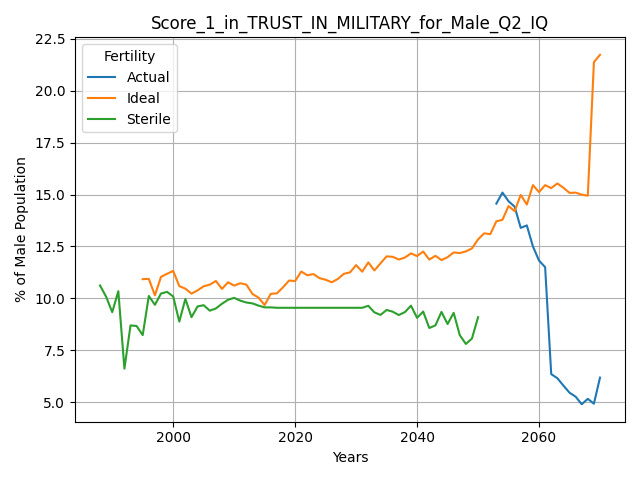 Score_1_in_TRUST_IN_MILITARY_for_Male_Q2_IQ
22.5
20.0
17.5
15.0
12.5
10.0
7.5
5.0
% of Male Population
Fertility
Actual
Ideal
Sterile
2000
2020
2040
2060
Years